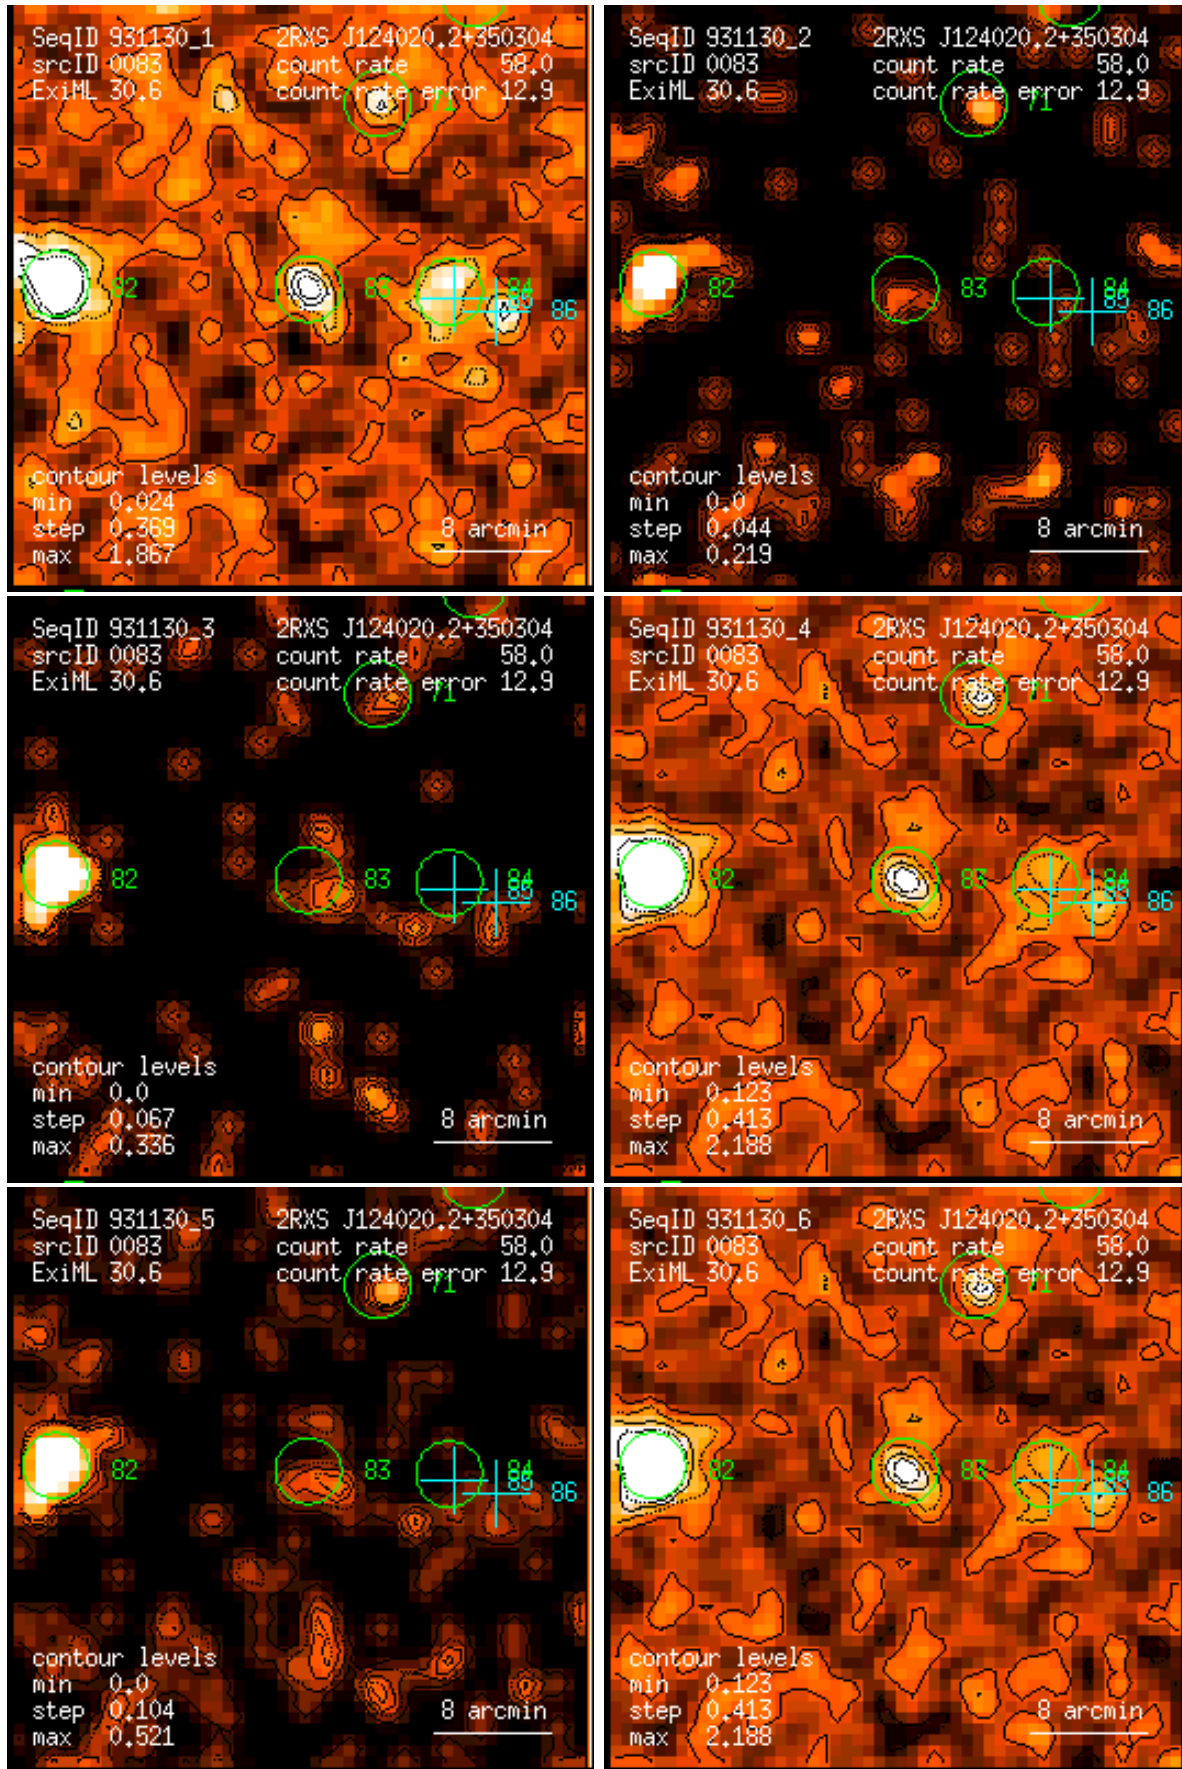 SeqID 931130_1 2RXS J124020.2+350304
srcID 0083 count rate 58.0
ExiML 30.6 count rate error 12.9
71
82 83 84
86
contour levels
min 0.024
step 0.369
max 1.867
8 arcmin
SeqID 931130_2 2RXS J124020.2+350304
srcID 0083 count rate 58.0
ExiML 30.6 count rate error 12.9
71
82 83 84
86
contour levels
min 0.0
step 0.044
max 0.219
8 arcmin
SeqID 931130_3 2RXS J124020.2+350304
srcID 0083 count rate 58.0
ExiML 30.6 count rate error 12.9
71
82 83 84
86
contour levels
min 0.0
step 0.067
max 0.336
8 arcmin
SeqID 931130_4 2RXS J124020.2+350304
srcID 0083 count rate 58.0
ExiML 30.6 count rate error 12.9
71
82 83 84
86
contour levels
min 0.123
step 0.413
max 2.188
8 arcmin
SeqID 931130_5 2RXS J124020.2+350304
srcID 0083 count rate 58.0
ExiML 30.6 count rate error 12.9
71
82 83 84
86
contour levels
min 0.0
step 0.104
max 0.521
8 arcmin
SeqID 931130_6 2RXS J124020.2+350304
srcID 0083 count rate 58.0
ExiML 30.6 count rate error 12.9
71
82 83 84
86
contour levels
min 0.123
step 0.413
max 2.188
8 arcmin